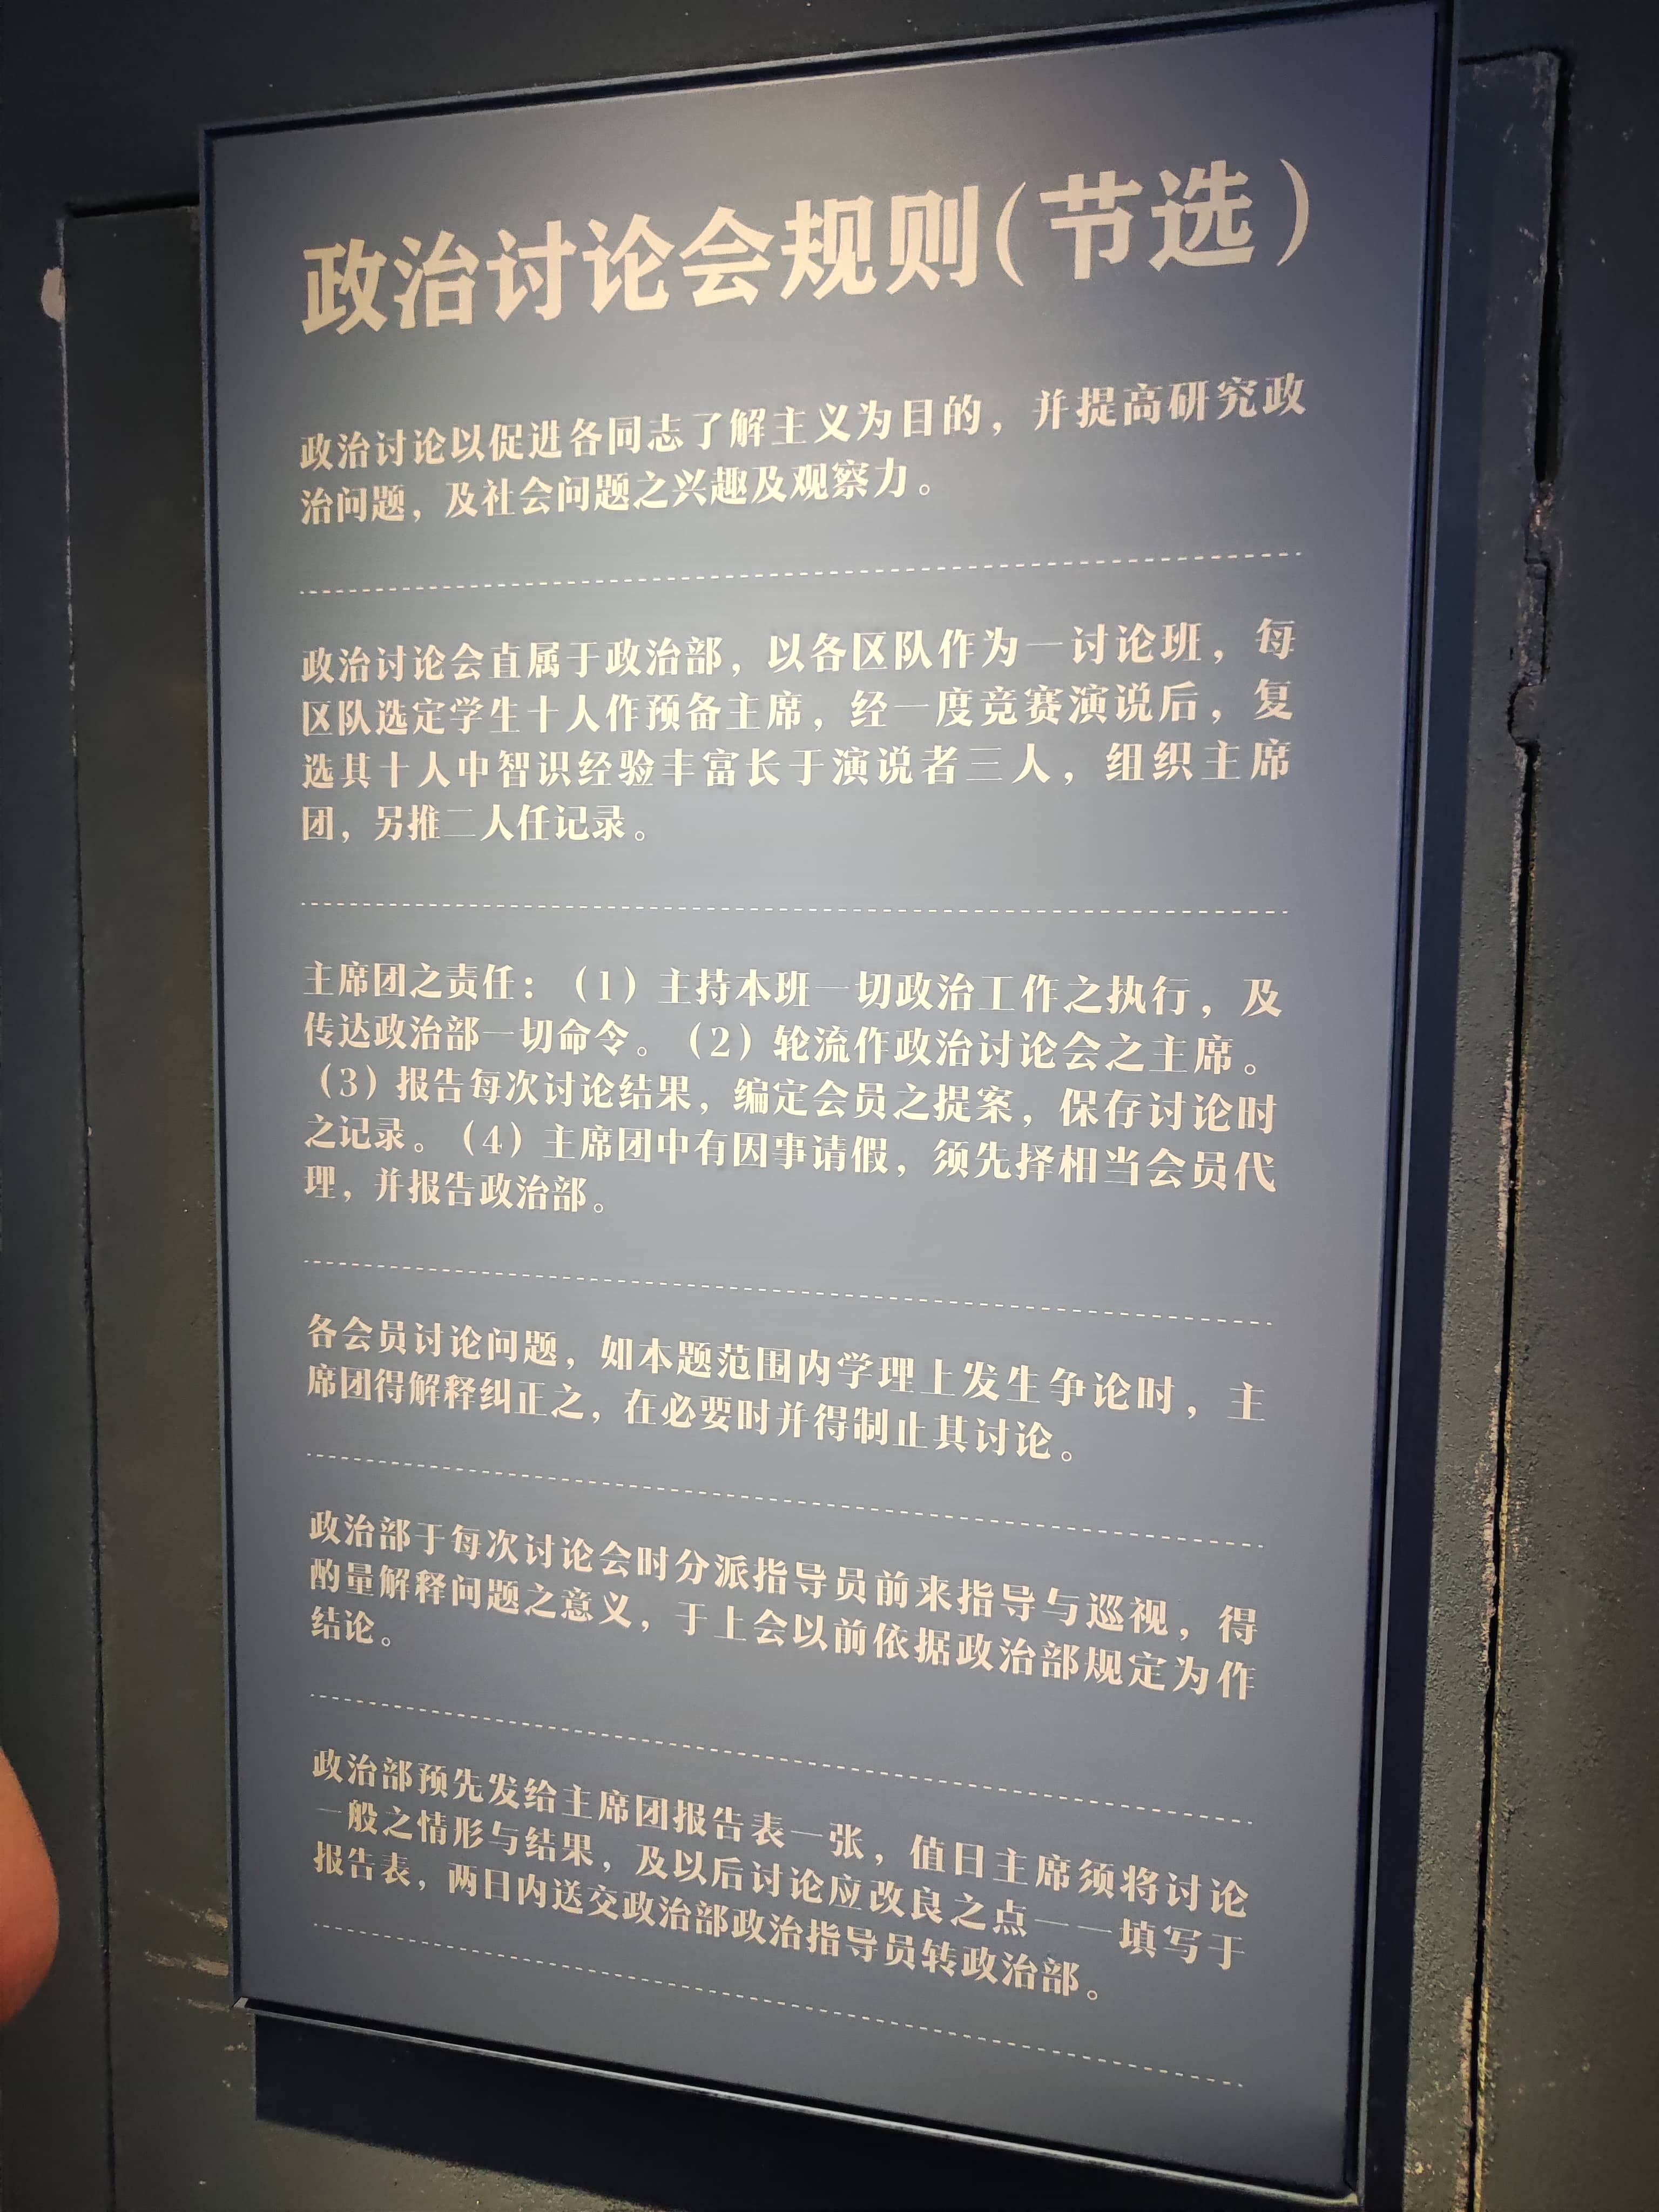 政治讨论会规则(节选)
政治讨论以促进各同志了解主义为目的，并提高研究政
治问题，及社会问题之兴趣及观察力。
政治讨论会直属于政治部，以各区队作为一讨论班，每
区队选定学生十人作预备主席，经一度竞赛演说后，复
选其十人中智识经验丰富长于演说者三人，组织主席
团，另推二人任记录。
主席团之责任：（1）主持本班一切政治工作之执行，及
传达政治部一切命令。（2）轮流作政治讨论会之主席。
（3）报告每次讨论结果，编定会员之提案，保存讨论时
之记录。（4）主席团中有因事请假，须先择相当会员代
理，并报告政治部。
各会员讨论问题，如本题范围内学理上发生争论时，主
席团得解释纠正之，在必要时并得制止其讨论。
政治部于每次讨论会时分派指导员前来指导与巡视，得
酌量解释问题之意义，于上会以前依据政治部规定为作
结论。
政治部预先发给主席团报告表一张，值日主席须将讨论
一般之情形与结果，及以后讨论应改良之点一一填写于
报告表，两日内送交政治部政治指导员转政治部。